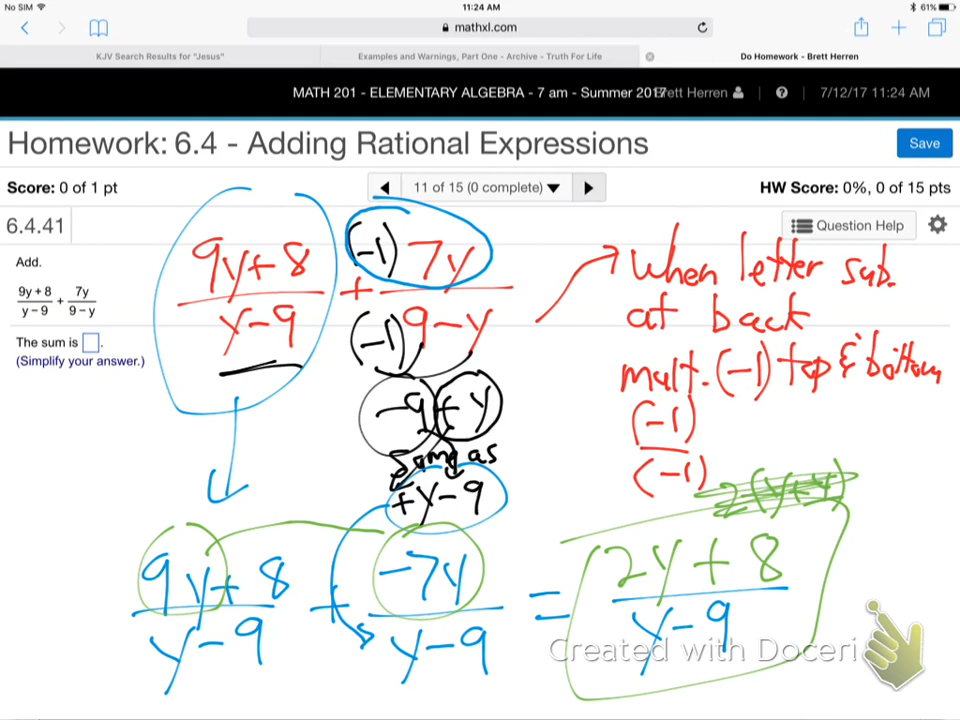 No SIM 11:24 AM 61%
mathxl.com
KJV Search Results for "Jesus" Examples and Warnings, Part One - Archive - Truth For Life Do Homework - Brett Herren
MATH 201 - ELEMENTARY ALGEBRA - 7 am - Summer 2017 Brett Herren ? 7/12/17 11:24 AM
Homework: 6.4 - Adding Rational Expressions Save
Score: 0 of 1 pt 11 of 15 (0 complete) HW Score: 0%, 0 of 15 pts
6.4.41 Question Help
Add.
9y + 8 7y
+
y - 9 9 - y
The sum is .
(Simplify your answer.)
9y+8 (-1) 7y
+
y-9 (-1) 9-y
-9 + y
same as
+y-9
When letter sub.
at back
mult. (-1) top & bottom
(-1)
(-1)
9y+8 -7y 2y+8
+ =
y-9 y-9 y-9
Created with Doceri